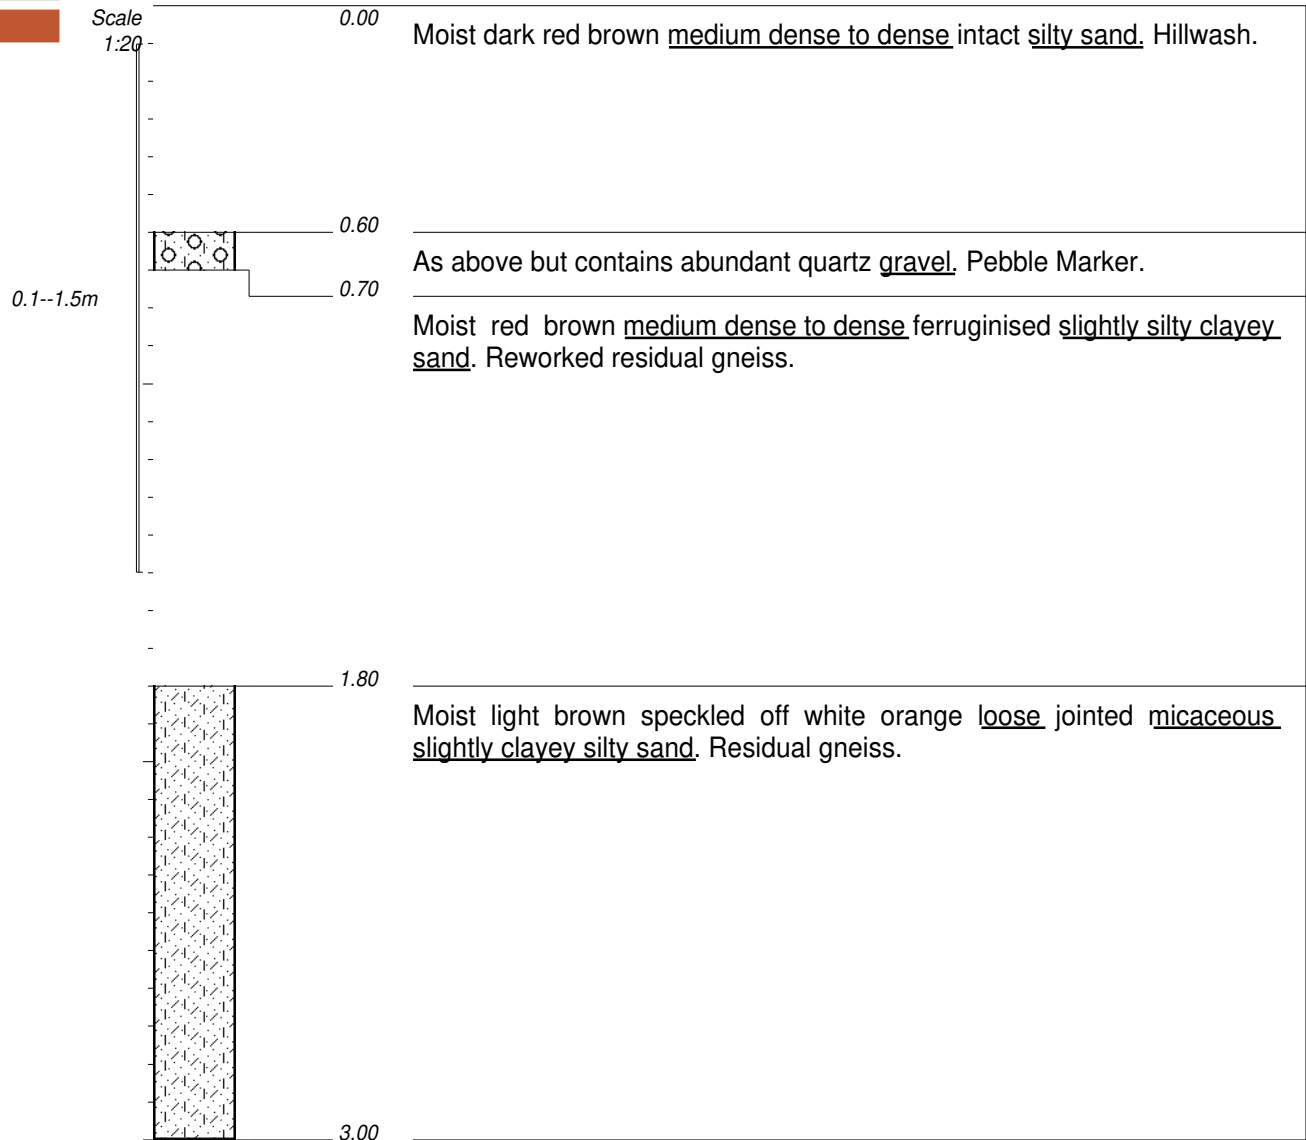 Scale
1:20
0.00
Moist dark red brown medium dense to dense intact silty sand. Hillwash.
0.60
As above but contains abundant quartz gravel. Pebble Marker.
0.70
0.1--1.5m
Moist red brown medium dense to dense ferruginised slightly silty clayey
sand. Reworked residual gneiss.
1.80
Moist light brown speckled off white orange loose jointed micaceous
slightly clayey silty sand. Residual gneiss.
3.00